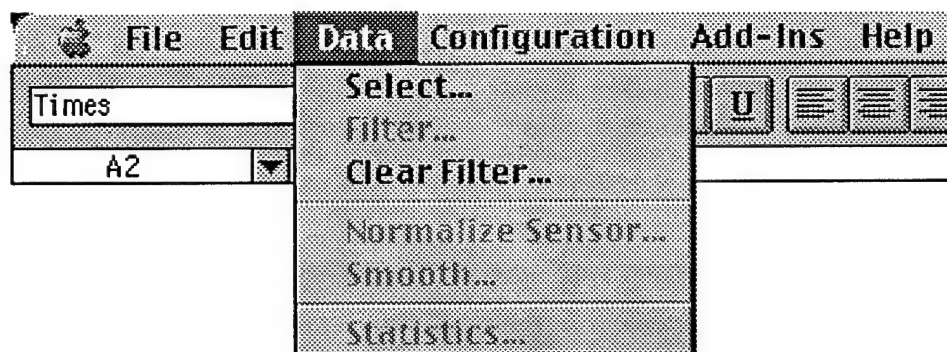 File Edit Data Configuration Add-Ins Help
Times
U
A2
Select...
Filter...
Clear Filter...
Normalize Sensor...
Smooth...
Statistics...